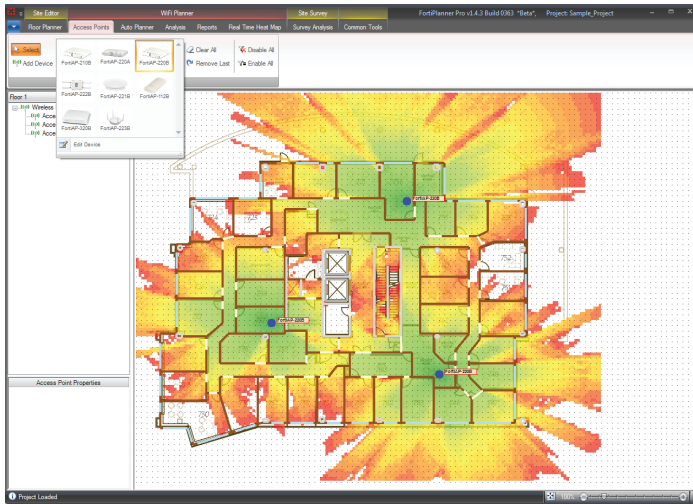 Site Editor
WiFi Planner
Site Survey
FortiPlanner Pro v1.4.3 Build 0363 *Beta*, Project: Sample_Project
Floor Planner
Access Points
Auto Planner
Analysis
Reports
Real Time Heat Map
Survey Analysis
Common Tools
Select
Add Device
FortiAP-210B
FortiAP-220A
FortiAP-220B
FortiAP-222B
FortiAP-221B
FortiAP-112B
FortiAP-320B
FortiAP-223B
Edit Device
Clear All
Remove Last
Disable All
Enable All
Floor 1
Wireless
Acce
Acce
Acce
Access Point Properties
FortiAP-220B
FortiAP-220B
FortiAP-220B
752
750
Project Loaded
100%